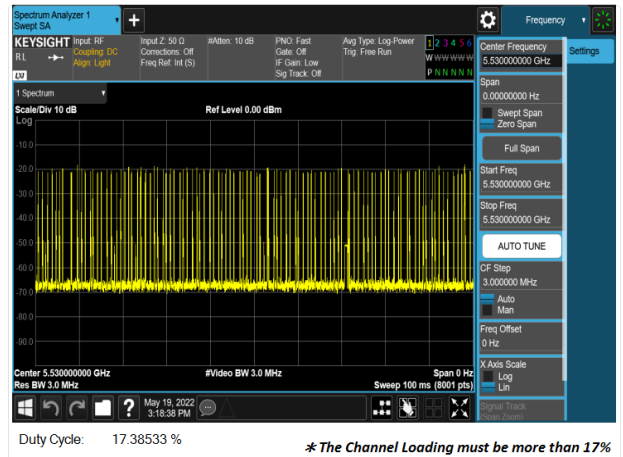 Spectrum Analyzer 1
Swept SA
+
Frequency
KEYSIGHT
RL
LXI
Input: RF
Coupling: DC
Align: Light
Input Z: 50 Ω
Corrections: Off
Freq Ref: Int (S)
#Atten: 10 dB
PNO: Fast
Gate: Off
IF Gain: Low
Sig Track: Off
Avg Type: Log-Power
Trig: Free Run
1 2 3 4 5 6
W W W W W W
P N N N N N
1 Spectrum
Scale/Div 10 dB
Ref Level 0.00 dBm
Log
-10.0
-20.0
-30.0
-40.0
-50.0
-60.0
-70.0
-80.0
-90.0
Center 5.530000000 GHz
Res BW 3.0 MHz
#Video BW 3.0 MHz
Span 0 Hz
Sweep 100 ms (8001 pts)
Center Frequency
5.530000000 GHz
Span
0.00000000 Hz
Swept Span
Zero Span
Full Span
Start Freq
5.530000000 GHz
Stop Freq
5.530000000 GHz
AUTO TUNE
CF Step
3.000000 MHz
Auto
Man
Freq Offset
0 Hz
X Axis Scale
Log
Lin
Signal Track
(Span Zoom)
Settings
?
May 19, 2022
3:18:38 PM
Duty Cycle: 17.38533 %
* The Channel Loading must be more than 17%